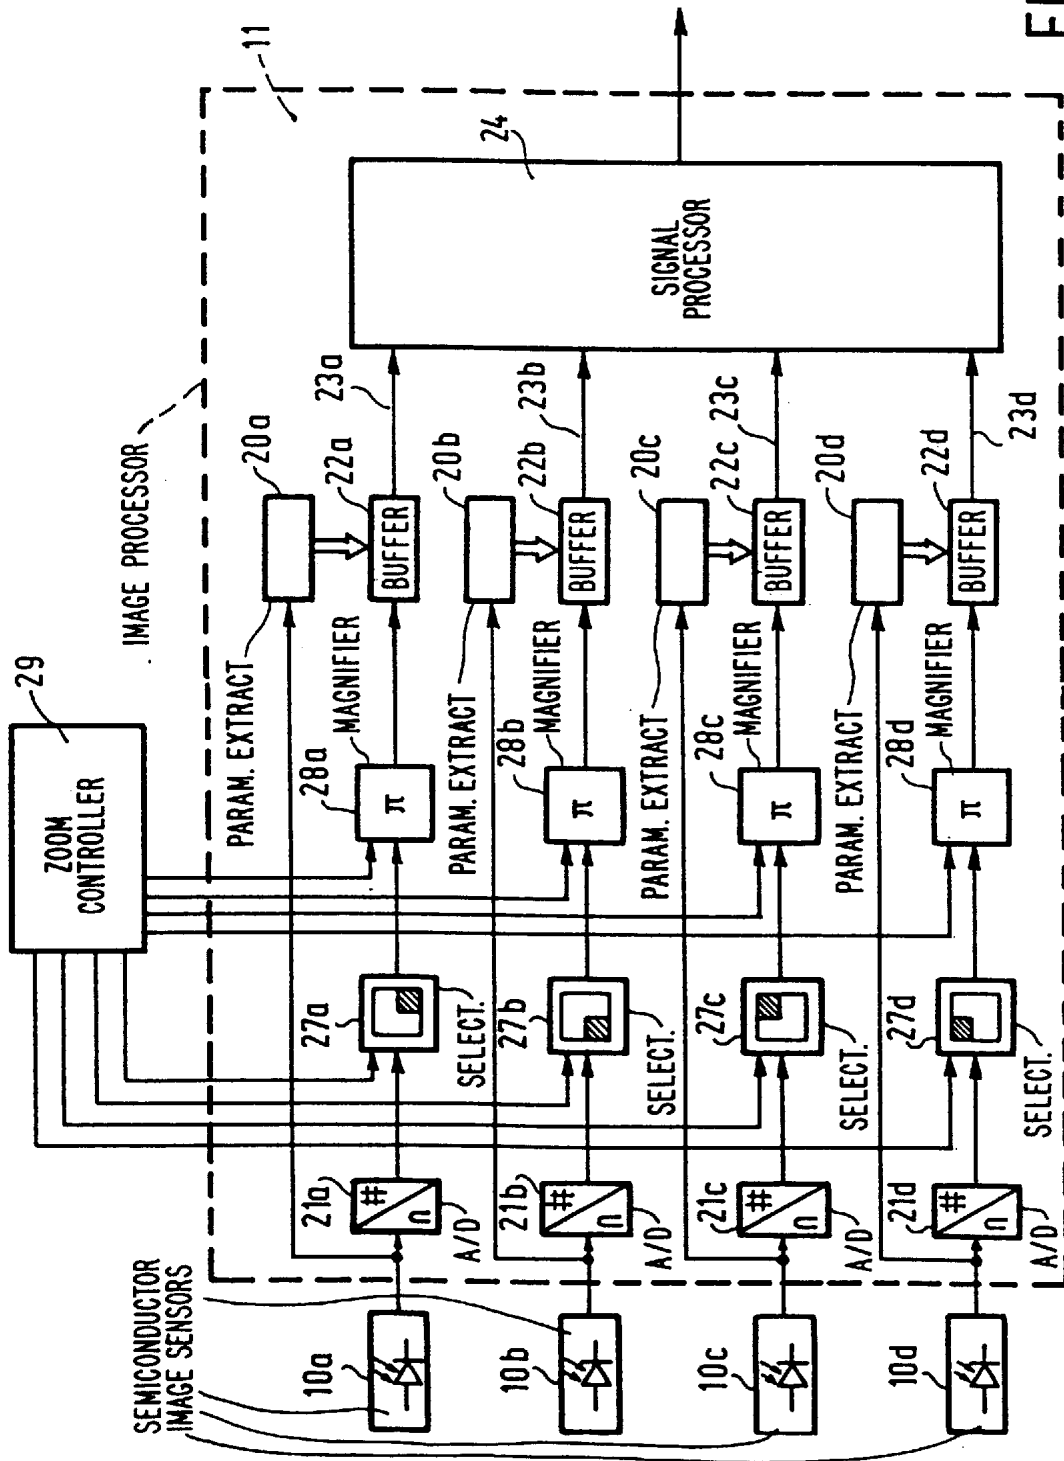 29
ZOOM
CONTROLLER
IMAGE PROCESSOR
11
PARAM. EXTRACT
20a
28a
MAGNIFIER
22a
BUFFER
23a
π
27a
SELECT.
21a
#
n
A/D
SEMICONDUCTOR
IMAGE SENSORS
10a
PARAM. EXTRACT
20b
28b
MAGNIFIER
22b
BUFFER
23b
π
27b
SELECT.
21b
#
n
A/D
10b
24
SIGNAL
PROCESSOR
PARAM. EXTRACT
20c
28c
MAGNIFIER
22c
BUFFER
23c
π
27c
SELECT.
21c
#
n
A/D
10c
PARAM. EXTRACT
20d
28d
MAGNIFIER
22d
BUFFER
23d
π
27d
SELECT.
21d
#
n
A/D
10d